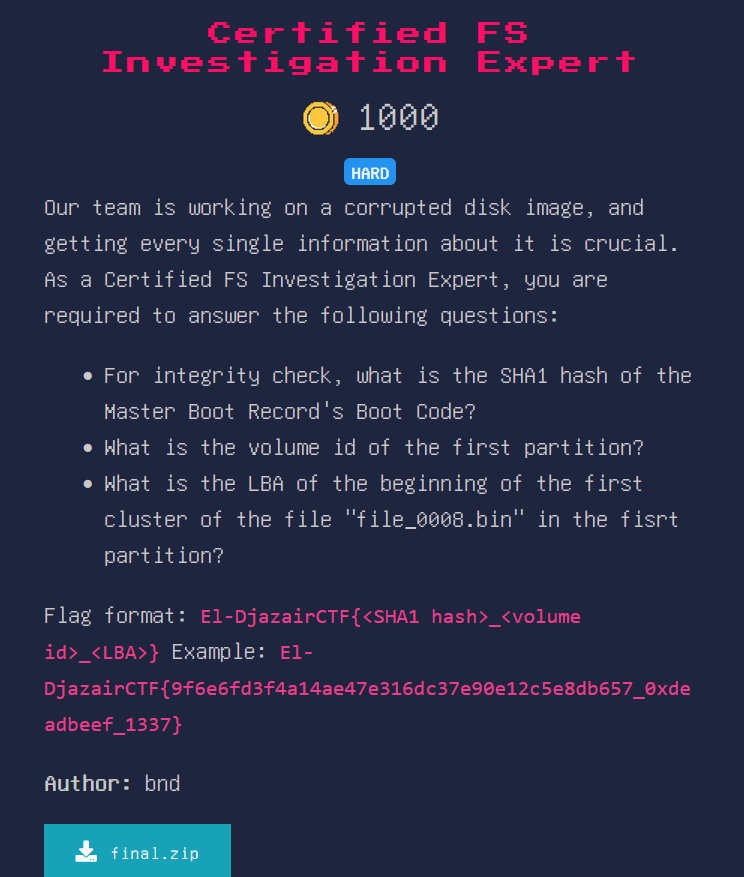 Certified FS
Investigation Expert
1000
HARD
Our team is working on a corrupted disk image, and
getting every single information about it is crucial.
As a Certified FS Investigation Expert, you are
required to answer the following questions:
• For integrity check, what is the SHA1 hash of the
Master Boot Record's Boot Code?
• What is the volume id of the first partition?
• What is the LBA of the beginning of the first
cluster of the file "file_0008.bin" in the fisrt
partition?
Flag format: El-DjazairCTF{<SHA1 hash>_<volume
id>_<LBA>} Example: El-
DjazairCTF{9f6e6fd3f4a14ae47e316dc37e90e12c5e8db657_0xde
adbeef_1337}
Author: bnd
final.zip